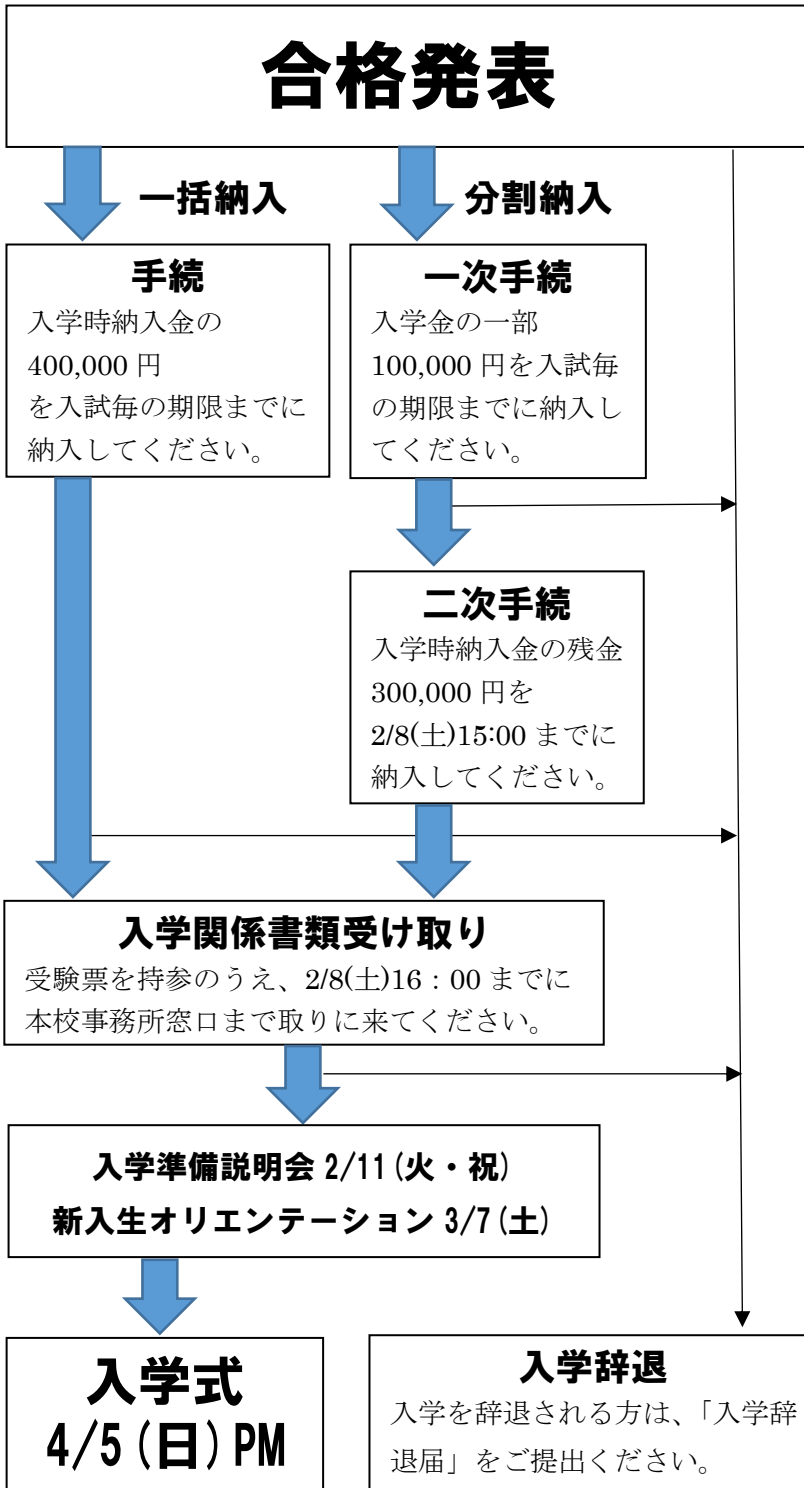 合格発表
一括納入
分割納入
手続
入学時納入金の
400,000 円
を入試毎の期限までに
納入してください。
一次手続
入学金の一部
100,000 円を入試毎
の期限までに納入し
てください。
二次手続
入学時納入金の残金
300,000 円を
2/8(土)15:00 までに
納入してください。
入学関係書類受け取り
受験票を持参のうえ、2/8(土)16：00 までに
本校事務所窓口まで取りに来てください。
入学準備説明会 2/11(火・祝)
新入生オリエンテーション 3/7(土)
入学式
4/5(日)PM
入学辞退
入学を辞退される方は、「入学辞
退届」をご提出ください。